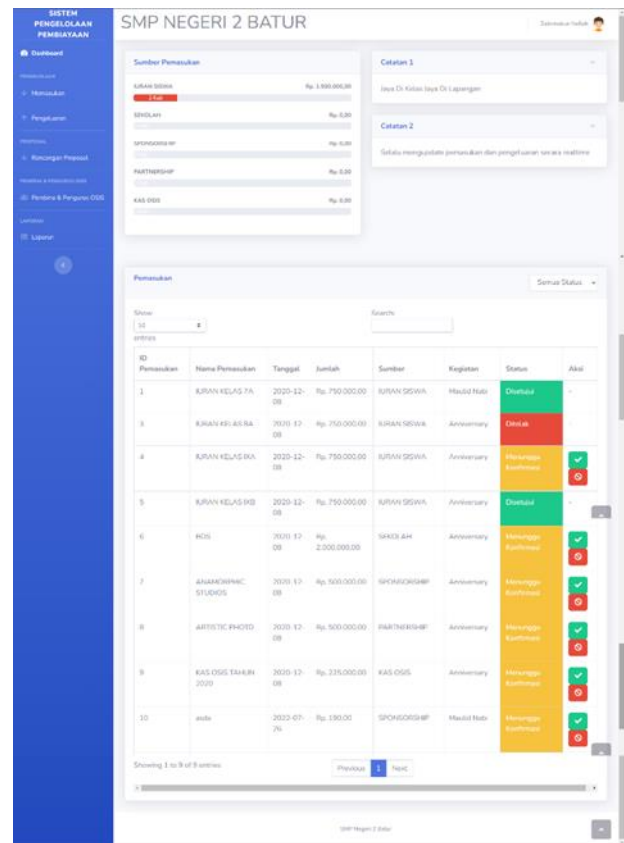 SISTEM
PENGELOLAAN
PEMBIAYAAN
SMP NEGERI 2 BATUR
Dashboard
Pemasukan
Pengeluaran
Rancangan Proposal
Pembina & Pengurus OSIS
LAPORAN
Laporan
Sumber Pemasukan
IURAN SISWA Rp. 1.500.000,00
2 Kali
SEKOLAH Rp. 0,00
SPONSORSHIP Rp. 0,00
PARTNERSHIP Rp. 0,00
KAS OSIS Rp. 0,00
Catatan 1
Jaya Di Kelas Jaya Di Lapangan
Catatan 2
Selalu mengupdate pemasukan dan pengeluaran secara realtime
Pemasukan
Semua Status
Show
50
entries
Search:
ID Pemasukan Nama Pemasukan Tanggal Jumlah Sumber Kegiatan Status Aksi
1 IURAN KELAS 7A 2020-12-08 Rp. 750.000,00 IURAN SISWA Maulid Nabi Disetujui -
3 IURAN KELAS 8A 2020-12-08 Rp. 750.000,00 IURAN SISWA Anniversary Ditolak -
4 IURAN KELAS IXA 2020-12-08 Rp. 750.000,00 IURAN SISWA Anniversary Menunggu Konfirmasi
5 IURAN KELAS IXB 2020-12-08 Rp. 750.000,00 IURAN SISWA Anniversary Disetujui -
6 BOS 2020-12-08 Rp. 2.000.000,00 SEKOLAH Anniversary Menunggu Konfirmasi
7 ANAMORPHIC STUDIOS 2020-12-08 Rp. 500.000,00 SPONSORSHIP Anniversary Menunggu Konfirmasi
8 ARTISTIC PHOTO 2020-12-08 Rp. 500.000,00 PARTNERSHIP Anniversary Menunggu Konfirmasi
9 KAS OSIS TAHUN 2020 2020-12-08 Rp. 225.000,00 KAS OSIS Anniversary Menunggu Konfirmasi
10 2022-07-26 Rp. 190,00 SPONSORSHIP Maulid Nabi Menunggu Konfirmasi
Showing 1 to 9 of 9 entries
Previous 1 Next
SMP Negeri 2 Batur